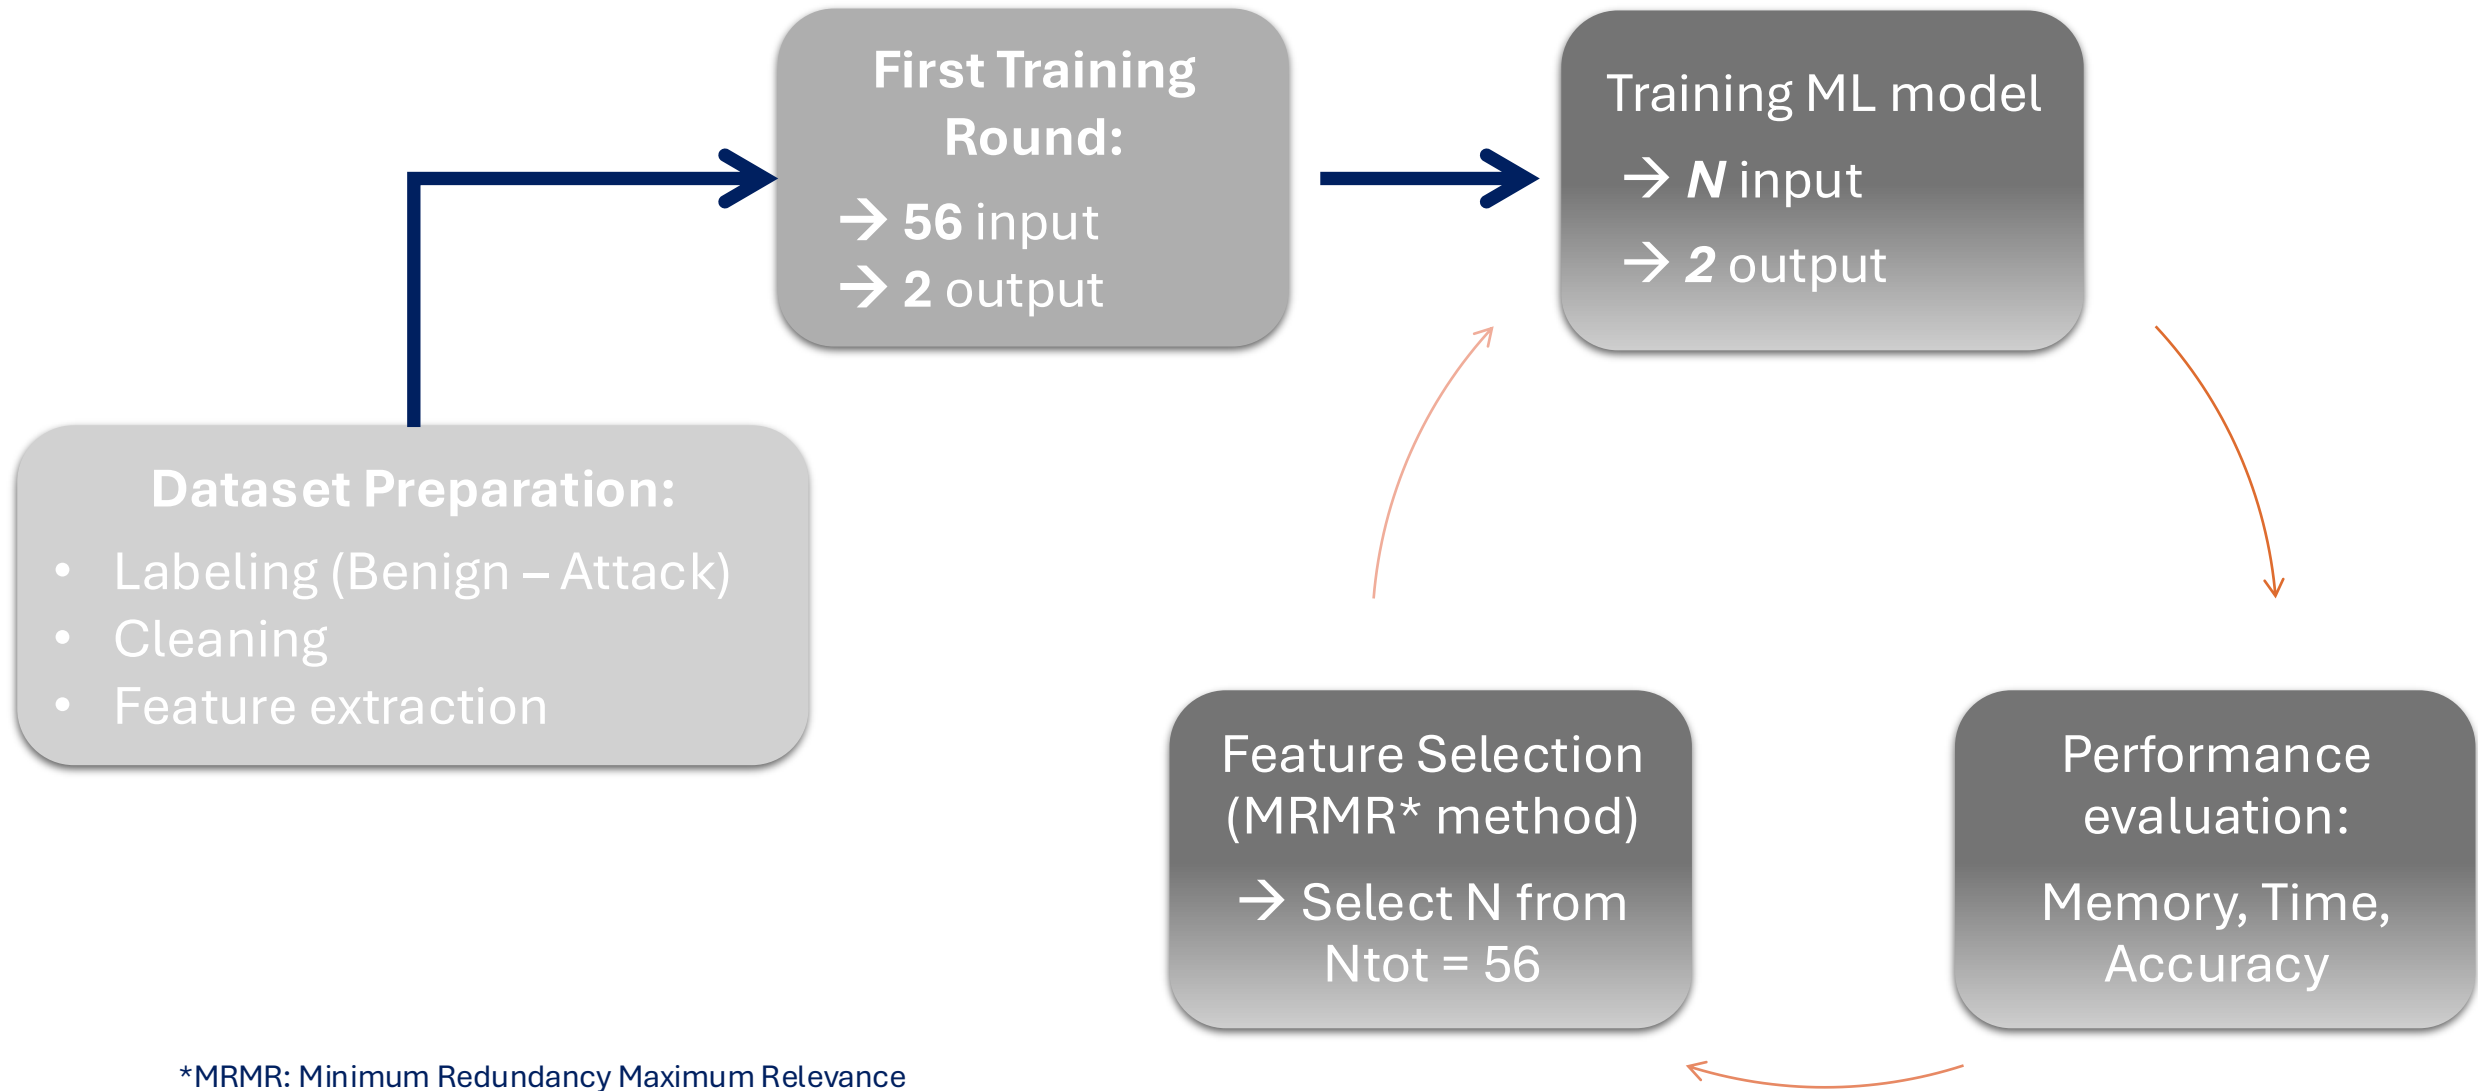 First Training
Round:
→ 56 input
→ 2 output
Training ML model
→ N input
→ 2 output
Dataset Preparation:
• Labeling (Benign – Attack)
• Cleaning
• Feature extraction
Feature Selection
(MRMR* method)
→ Select N from
Ntot = 56
Performance
evaluation:
Memory, Time,
Accuracy
*MRMR: Minimum Redundancy Maximum Relevance